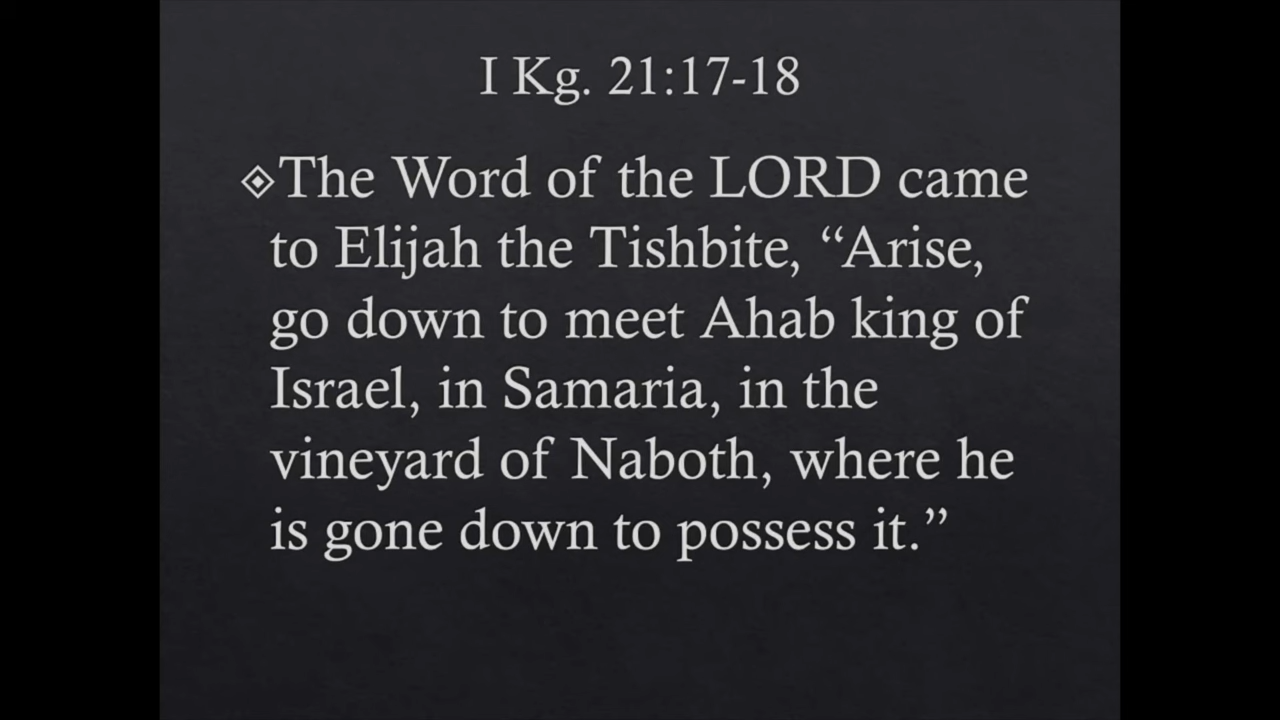 I Kg. 21:17-18
The Word of the LORD came
to Elijah the Tishbite, “Arise,
go down to meet Ahab king of
Israel, in Samaria, in the
vineyard of Naboth, where he
is gone down to possess it.”